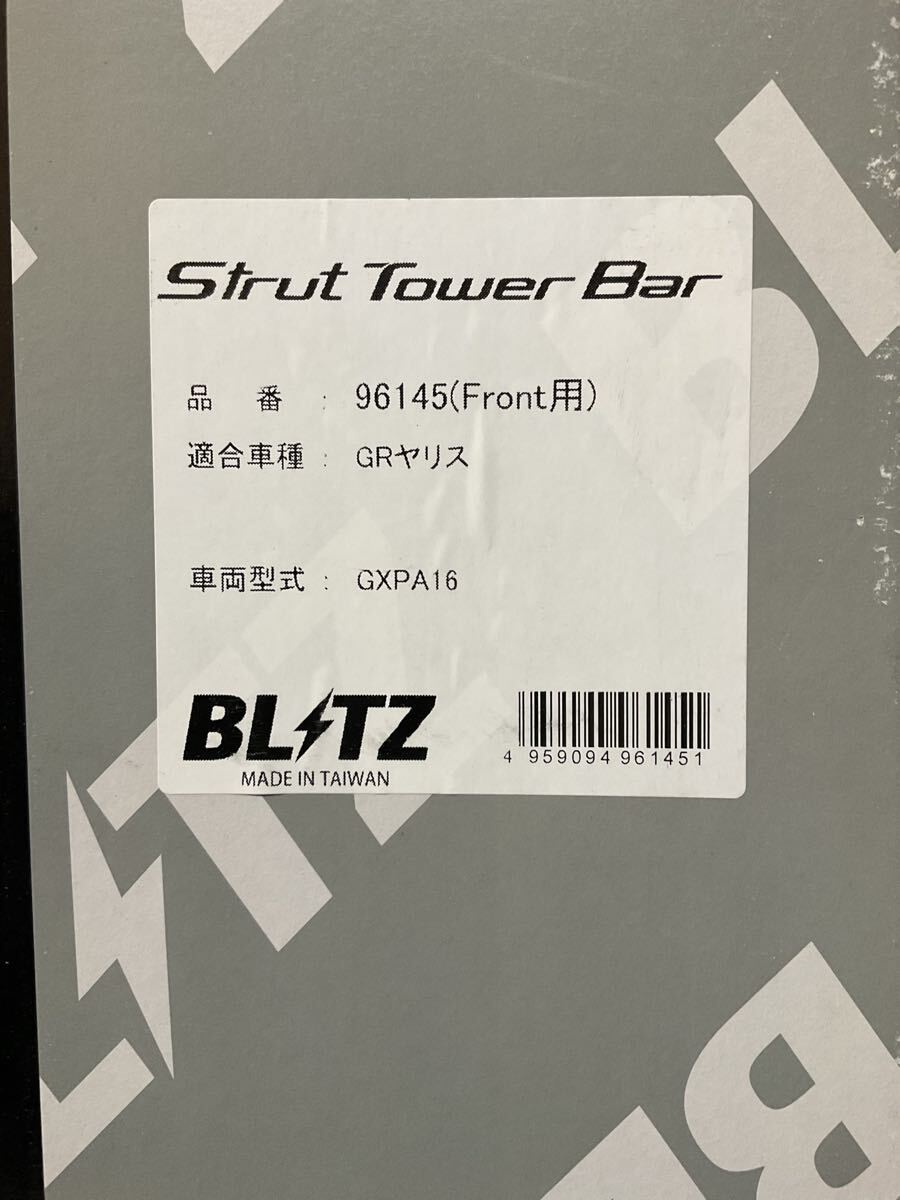 Strut Tower Bar
品 番 : 96145(Front用)
適合車種 : GRヤリス
車両型式 : GXPA16
BLITZ
MADE IN TAIWAN
4 959094 961451